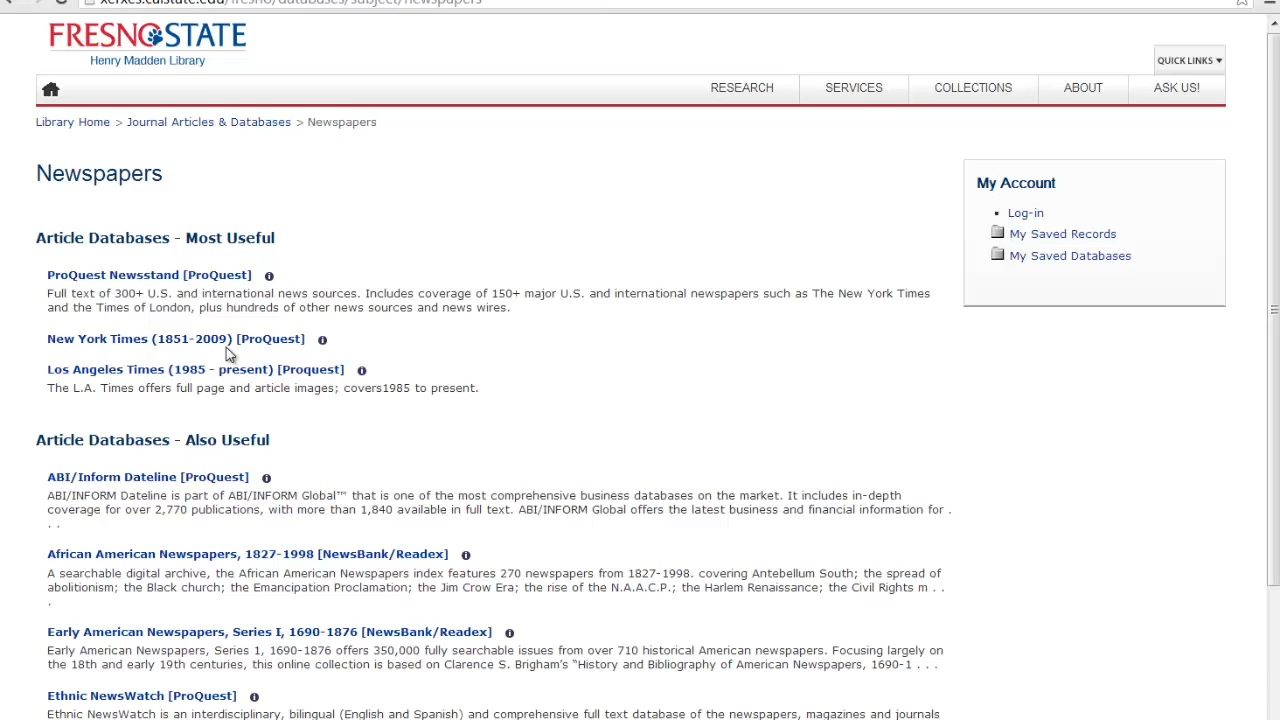 xerxes.calstate.edu/fresno/databases/subject/newspapers
FRESNO STATE
Henry Madden Library
QUICK LINKS
RESEARCH
SERVICES
COLLECTIONS
ABOUT
ASK US!
Library Home > Journal Articles & Databases > Newspapers
Newspapers
My Account
Log-in
My Saved Records
My Saved Databases
Article Databases - Most Useful
ProQuest Newsstand [ProQuest]
Full text of 300+ U.S. and international news sources. Includes coverage of 150+ major U.S. and international newspapers such as The New York Times
and the Times of London, plus hundreds of other news sources and news wires.
New York Times (1851-2009) [ProQuest]
Los Angeles Times (1985 - present) [Proquest]
The L.A. Times offers full page and article images; covers1985 to present.
Article Databases - Also Useful
ABI/Inform Dateline [ProQuest]
ABI/INFORM Dateline is part of ABI/INFORM Global™ that is one of the most comprehensive business databases on the market. It includes in-depth
coverage for over 2,770 publications, with more than 1,840 available in full text. ABI/INFORM Global offers the latest business and financial information for .
. .
African American Newspapers, 1827-1998 [NewsBank/Readex]
A searchable digital archive, the African American Newspapers index features 270 newspapers from 1827-1998. covering Antebellum South; the spread of
abolitionism; the Black church; the Emancipation Proclamation; the Jim Crow Era; the rise of the N.A.A.C.P.; the Harlem Renaissance; the Civil Rights m . .
.
Early American Newspapers, Series I, 1690-1876 [NewsBank/Readex]
Early American Newspapers, Series 1, 1690-1876 offers 350,000 fully searchable issues from over 710 historical American newspapers. Focusing largely on
the 18th and early 19th centuries, this online collection is based on Clarence S. Brigham's “History and Bibliography of American Newspapers, 1690-1 . . .
Ethnic NewsWatch [ProQuest]
Ethnic NewsWatch is an interdisciplinary, bilingual (English and Spanish) and comprehensive full text database of the newspapers, magazines and journals